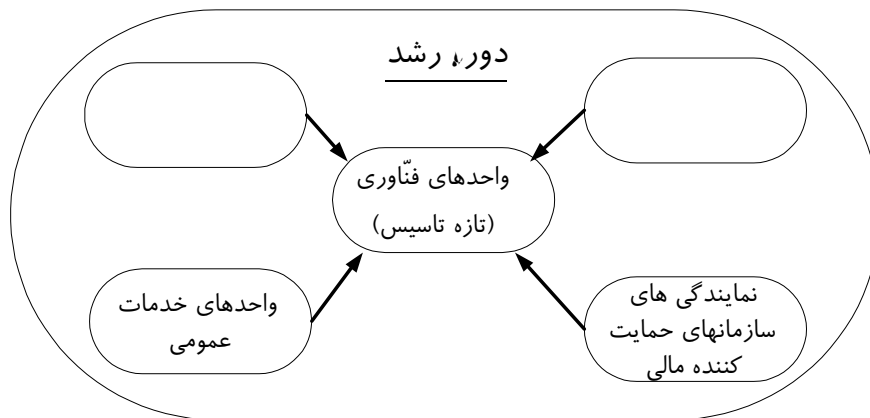 دوره رشد
واحدهای فنّاوری
(تازه تاسیس)
واحدهای خدمات
عمومی
نمایندگی های
سازمانهای حمایت
کننده مالی